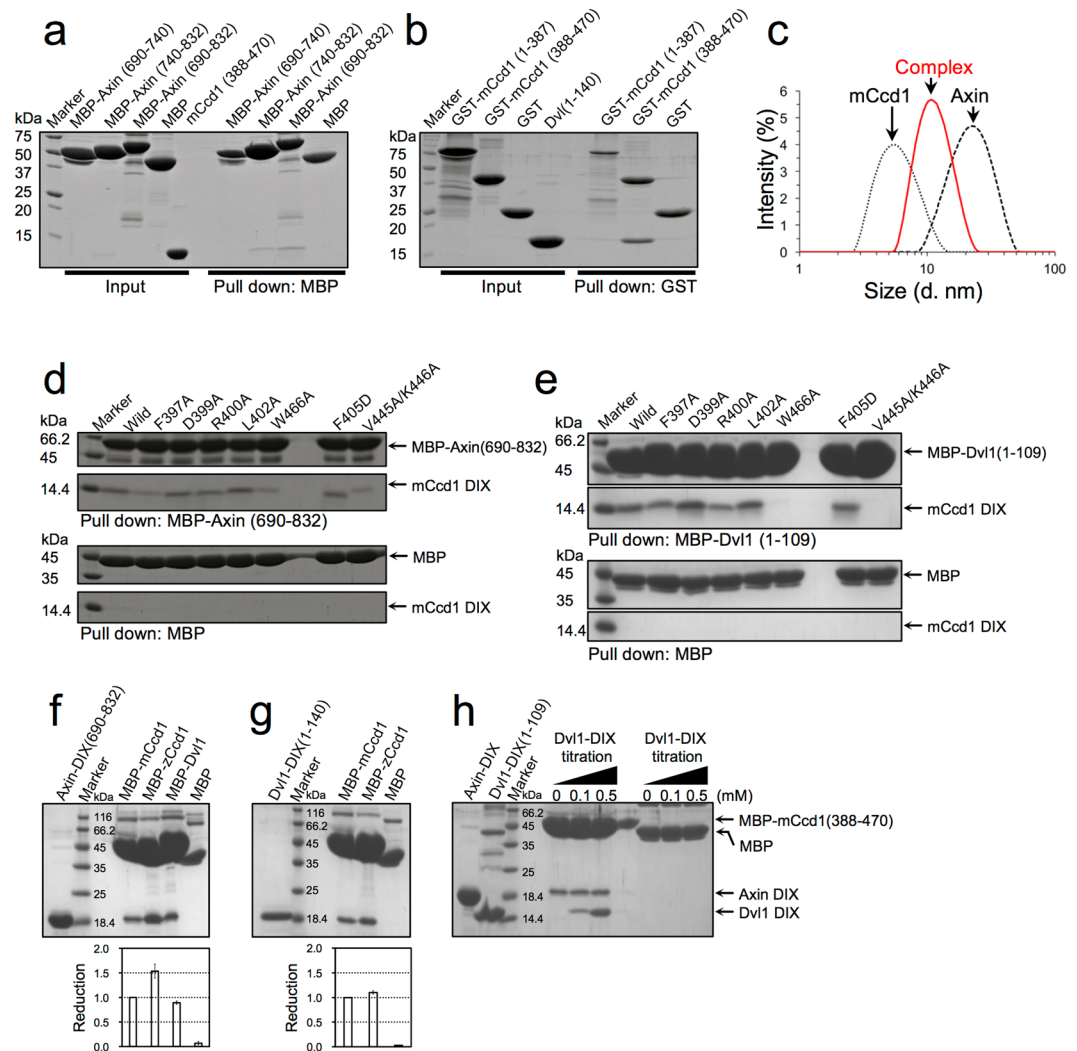 a
Marker
MBP-Axin (690-740)
MBP-Axin (740-832)
MBP-Axin (690-832)
MBP
mCcd1 (388-470)
MBP-Axin (690-740)
MBP-Axin (740-832)
MBP-Axin (690-832)
MBP
kDa
75
50
37
25
20
15
Input
Pull down: MBP
b
Marker
GST-mCcd1 (1-387)
GST-mCcd1 (388-470)
GST
Dvl(1-140)
GST-mCcd1 (1-387)
GST-mCcd1 (388-470)
GST
kDa
75
50
37
25
20
15
Input
Pull down: GST
c
Complex
mCcd1
Axin
Intensity (%)
6
5
4
3
2
1
0
1
10
100
Size (d. nm)
d
Marker
Wild
F397A
D399A
R400A
L402A
W466A
F405D
V445A/K446A
kDa
66.2
45
MBP-Axin(690-832)
14.4
mCcd1 DIX
Pull down: MBP-Axin (690-832)
kDa
45
MBP
35
14.4
mCcd1 DIX
Pull down: MBP
e
Marker
Wild
F397A
D399A
R400A
L402A
W466A
F405D
V445A/K446A
kDa
66.2
45
MBP-Dvl1(1-109)
14.4
mCcd1 DIX
Pull down: MBP-Dvl1 (1-109)
kDa
45
MBP
35
14.4
mCcd1 DIX
Pull down: MBP
f
Axin-DIX(690-832)
Marker
MBP-mCcd1
MBP-zCcd1
MBP-Dvl1
MBP
kDa
116
66.2
45
35
25
18.4
Reduction
2.0
1.5
1.0
0.5
0.0
g
Dvl1-DIX(1-140)
Marker
MBP-mCcd1
MBP-zCcd1
MBP
kDa
116
66.2
45
35
25
18.4
Reduction
2.0
1.5
1.0
0.5
0.0
h
Axin-DIX
Dvl1-DIX(1-109)
Marker
Dvl1-DIX
titration
Dvl1-DIX
titration
kDa
0 0.1 0.5
0 0.1 0.5 (mM)
66.2
45
35
25
18.4
14.4
MBP-mCcd1(388-470)
MBP
Axin DIX
Dvl1 DIX